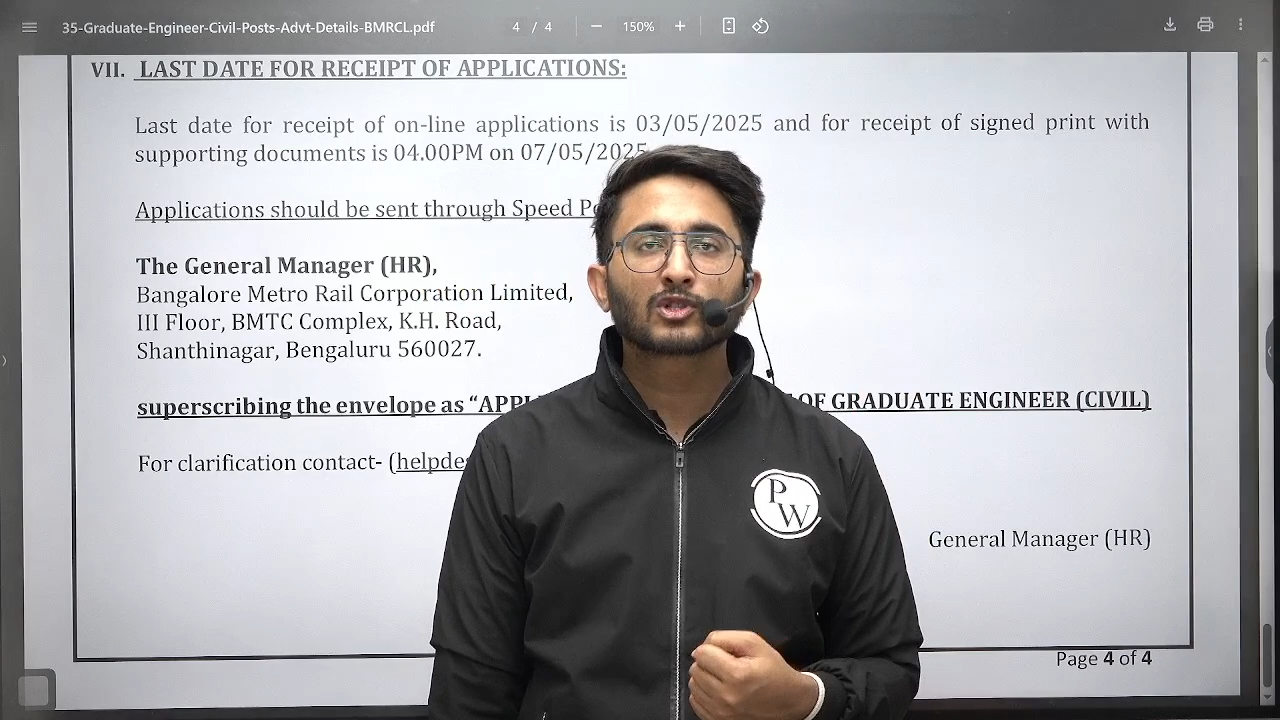 35-Graduate-Engineer-Civil-Posts-Advt-Details-BMRCL.pdf
4 / 4
150%
VII. LAST DATE FOR RECEIPT OF APPLICATIONS:
Last date for receipt of on-line applications is 03/05/2025 and for receipt of signed print with
supporting documents is 04.00PM on 07/05/2025
Applications should be sent through Speed
The General Manager (HR),
Bangalore Metro Rail Corporation Limited,
III Floor, BMTC Complex, K.H. Road,
Shanthinagar, Bengaluru 560027.
superscribing the envelope as “ OF GRADUATE ENGINEER (CIVIL)
For clarification contact- (
PW
General Manager (HR)
Page 4 of 4